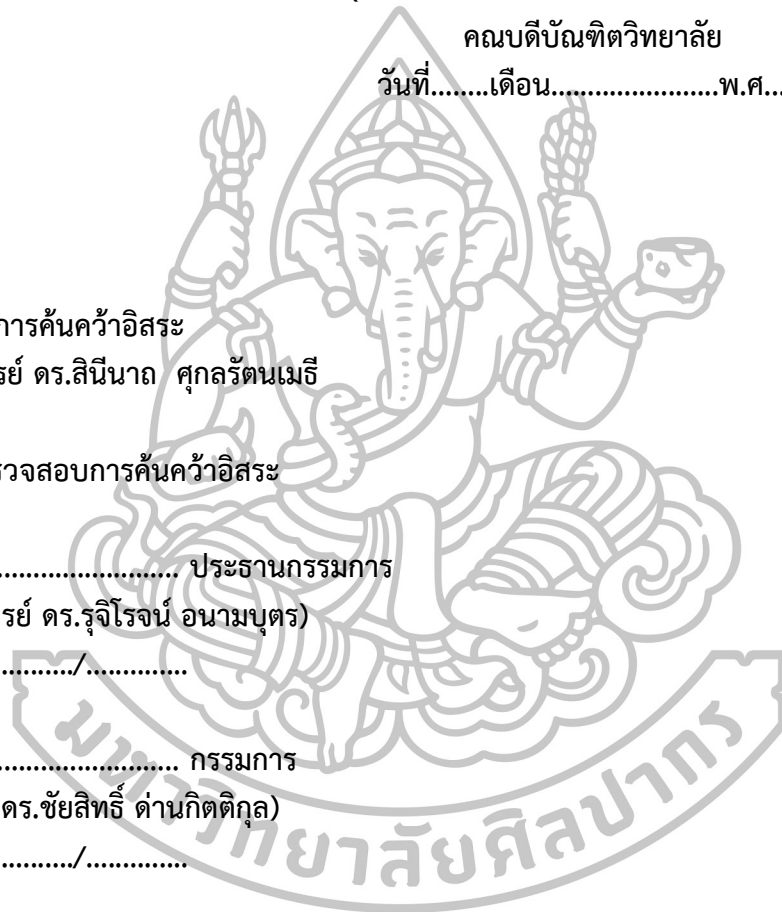 คณบดีบัณฑิตวิทยาลัย
วันที่........เดือน.......................พ.ศ...
การค้นคว้าอิสระ
รย์ ดร.สินีนาถ ศุกลรัตนเมธี
รวจสอบการค้นคว้าอิสระ
......................... ประธานกรรมการ
รย์ ดร.รุจิโรจน์ อนามบุตร)
.........../..............
......................... กรรมการ
ดร.ชัยสิทธิ์ ด่านกิตติกุล)
.........../..............
มหาวิทยาลัยศิลปากร